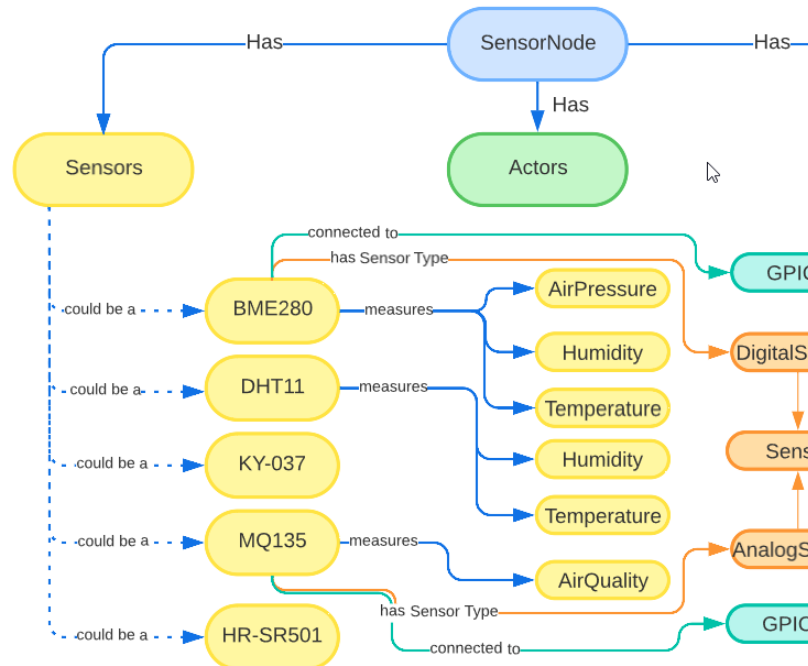 Has
SensorNode
Has
Has
Sensors
Actors
connected to
has Sensor Type
GPIO
could be a
BME280
measures
AirPressure
Humidity
DigitalS
Temperature
could be a
DHT11
measures
Humidity
Temperature
Sens
could be a
KY-037
could be a
MQ135
measures
AirQuality
AnalogS
has Sensor Type
connected to
GPIO
could be a
HR-SR501